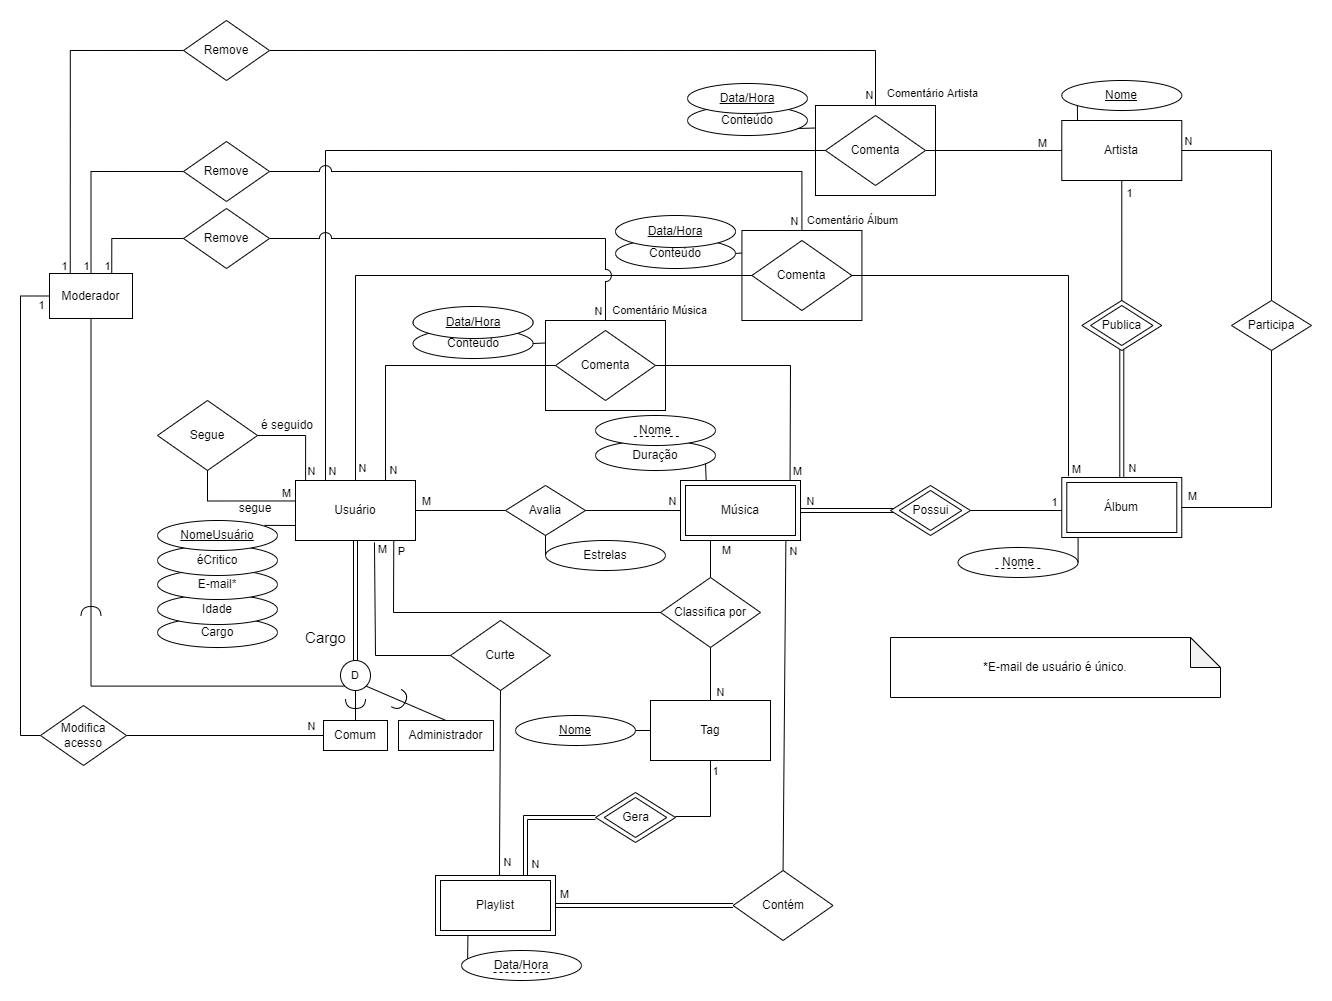 Remove
Data/Hora
Conteúdo
N
Comentário Artista
Nome
Comenta
M
Artista
N
1
Remove
Remove
Data/Hora
Conteúdo
N
Comentário Álbum
Comenta
1
1
1
Moderador
1
Data/Hora
Conteúdo
N
Comentário Música
Comenta
Publica
Participa
Segue
é seguido
N
N
N
N
M
segue
Usuário
M
Avalia
N
Estrelas
Nome
Duração
M
Música
N
Possui
1
M
N
Álbum
M
Nome
NomeUsuário
éCritico
E-mail*
Idade
Cargo
M
P
M
N
Cargo
D
Curte
Classifica por
*E-mail de usuário é único.
Modifica
acesso
N
Comum
Administrador
Nome
N
Tag
1
Gera
N
N
Playlist
M
Contém
Data/Hora